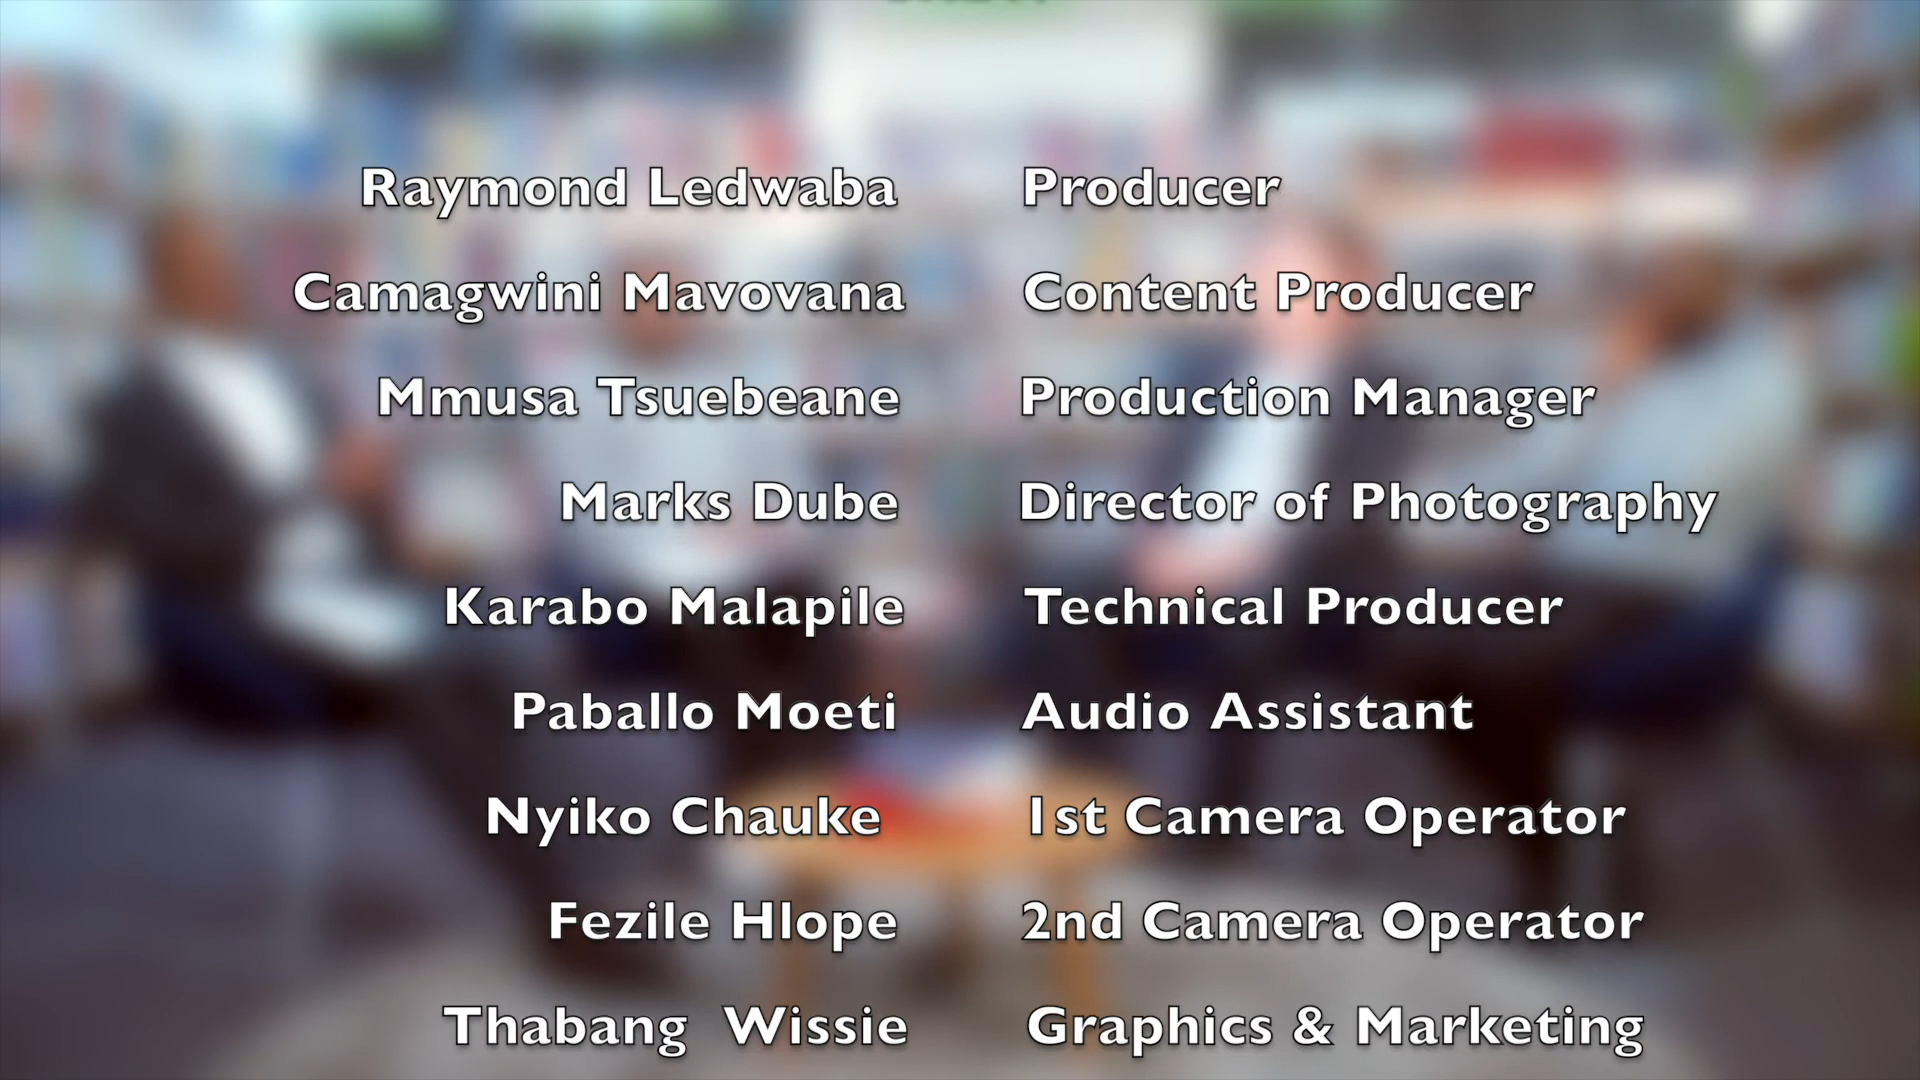 Raymond Ledwaba Producer
Camagwini Mavovana Content Producer
Mmusa Tsuebeane Production Manager
Marks Dube Director of Photography
Karabo Malapile Technical Producer
Paballo Moeti Audio Assistant
Nyiko Chauke 1st Camera Operator
Fezile Hlope 2nd Camera Operator
Thabang Wissie Graphics & Marketing